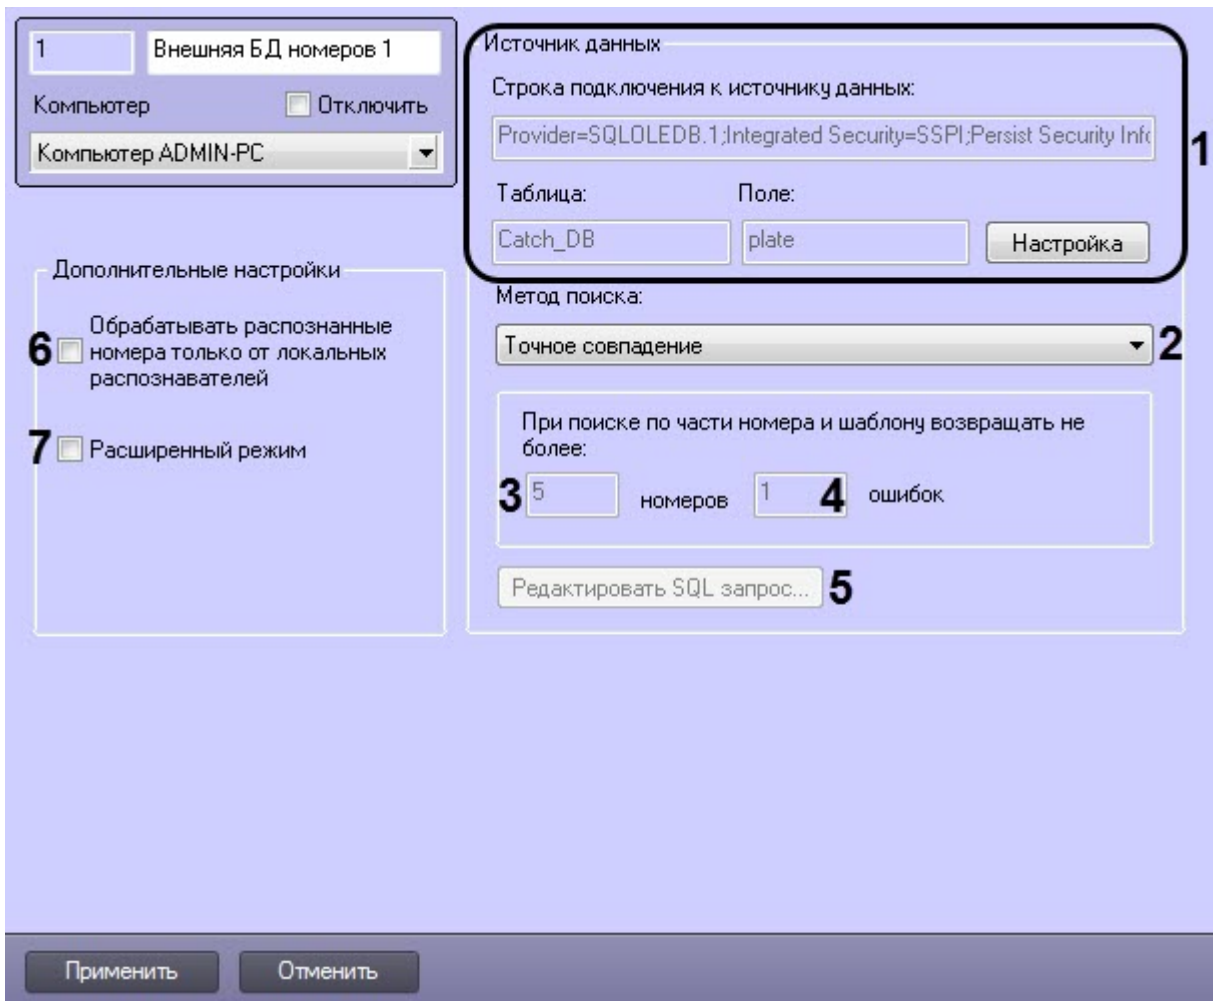 1
Внешняя БД номеров 1
Компьютер
Отключить
Компьютер ADMIN-PC
Источник данных
Строка подключения к источнику данных:
Provider=SQLOLEDB.1;Integrated Security=SSPI;Persist Security Info
1
Таблица:
Поле:
Catch_DB
plate
Настройка
Метод поиска:
Точное совпадение
2
При поиске по части номера и шаблону возвращать не
более:
3
5
номеров
1
4
ошибок
Редактировать SQL запрос...
5
Дополнительные настройки
6
Обрабатывать распознанные
номера только от локальных
распознавателей
7
Расширенный режим
Применить
Отменить